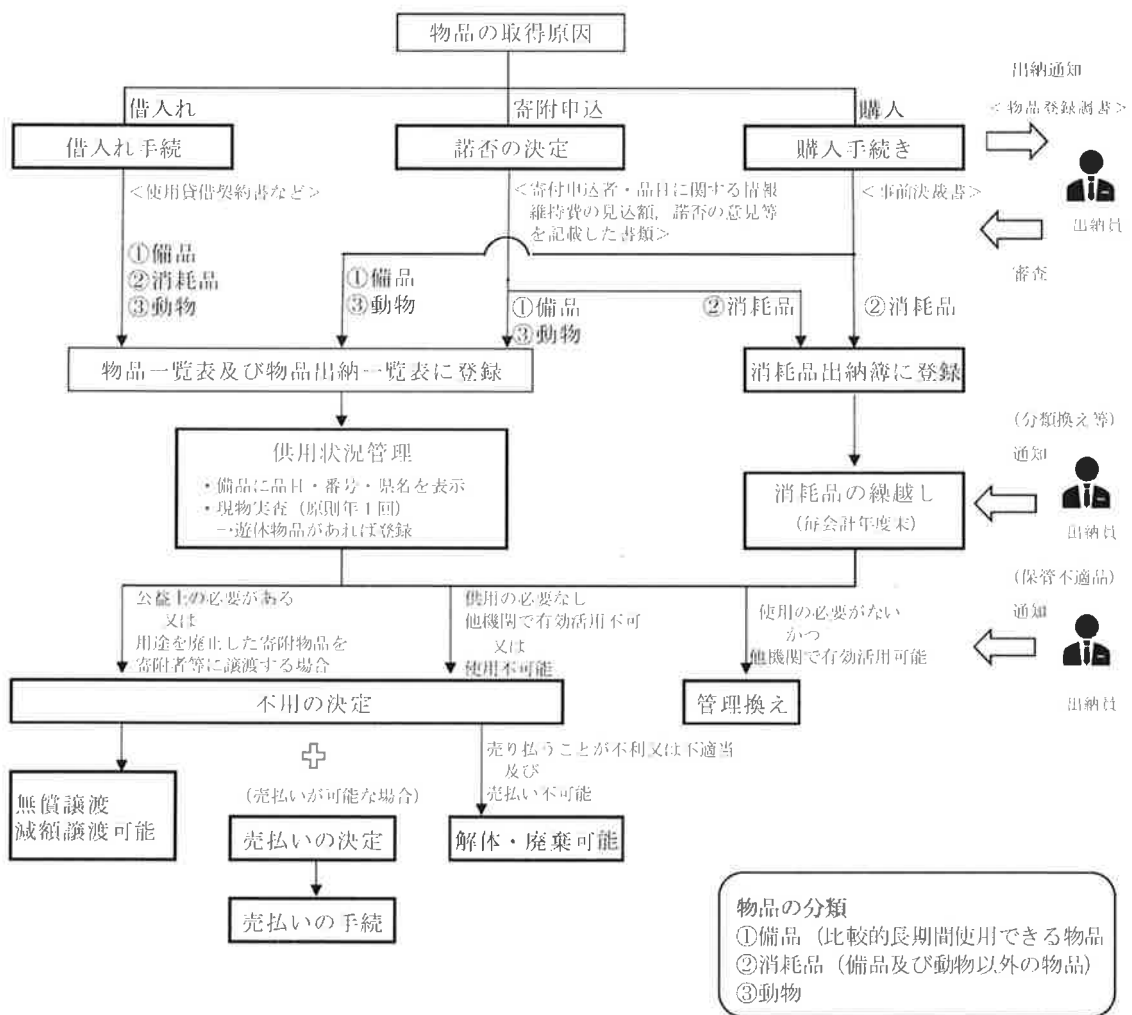 物品の取得原因
出納通知
＜物品登録調書＞
借入れ
寄附申込
購入
借入れ手続
諾否の決定
購入手続き
＜使用貸借契約書など＞
＜寄付申込者・品目に関する情報
維持費の見込額，諾否の意見等
を記載した書類＞
＜事前決裁書＞
出納員
審査
①備品
②消耗品
③動物
①備品
③動物
①備品
③動物
②消耗品
②消耗品
物品一覧表及び物品出納一覧表に登録
消耗品出納簿に登録
供用状況管理
・備品に品目・番号・県名を表示
・現物実査（原則年１回）
→遊休物品があれば登録
消耗品の繰越し
（毎会計年度末）
（分類換え等）
通知
出納員
公益上の必要がある
又は
用途を廃止した寄附物品を
寄附者等に譲渡する場合
供用の必要なし
他機関で有効活用不可
又は
使用不可能
使用の必要がない
かつ
他機関で有効活用可能
（保管不適品）
通知
出納員
不用の決定
管理換え
売り払うことが不利又は不適当
及び
売払い不可能
（売払いが可能な場合）
無償譲渡
減額譲渡可能
売払いの決定
解体・廃棄可能
売払いの手続
物品の分類
①備品（比較的長期間使用できる物品
②消耗品（備品及び動物以外の物品）
③動物